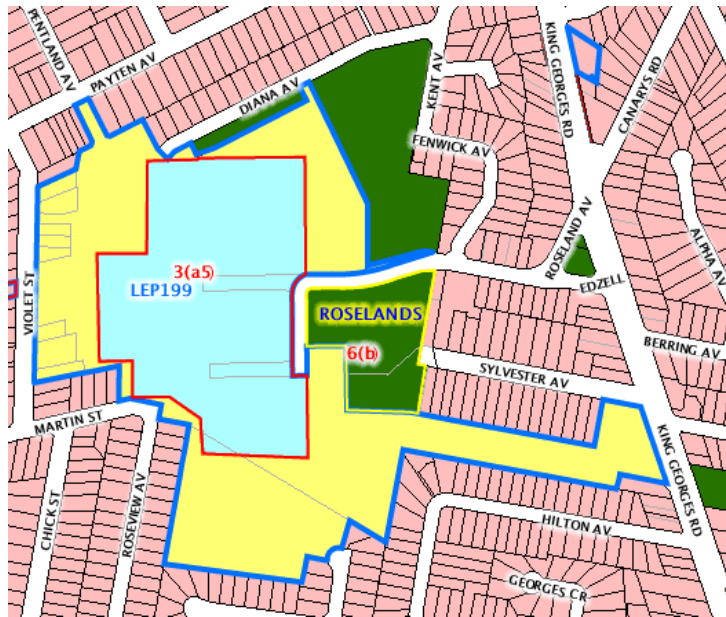 PENTLAND AV
PAYTEN AV
DIANA AV
KENT AV
FENWICK AV
KING GEORGES RD
CANARYS RD
ROSELAND AV
ALPHA AV
EDZELL
3(a5)
LEP199
ROSELANDS
6(b)
VIOLET ST
BERRING AV
SYLVESTER AV
MARTIN ST
CHICK ST
ROSEVIEW AV
KING GEORGES RD
HILTON AV
GEORGES CR